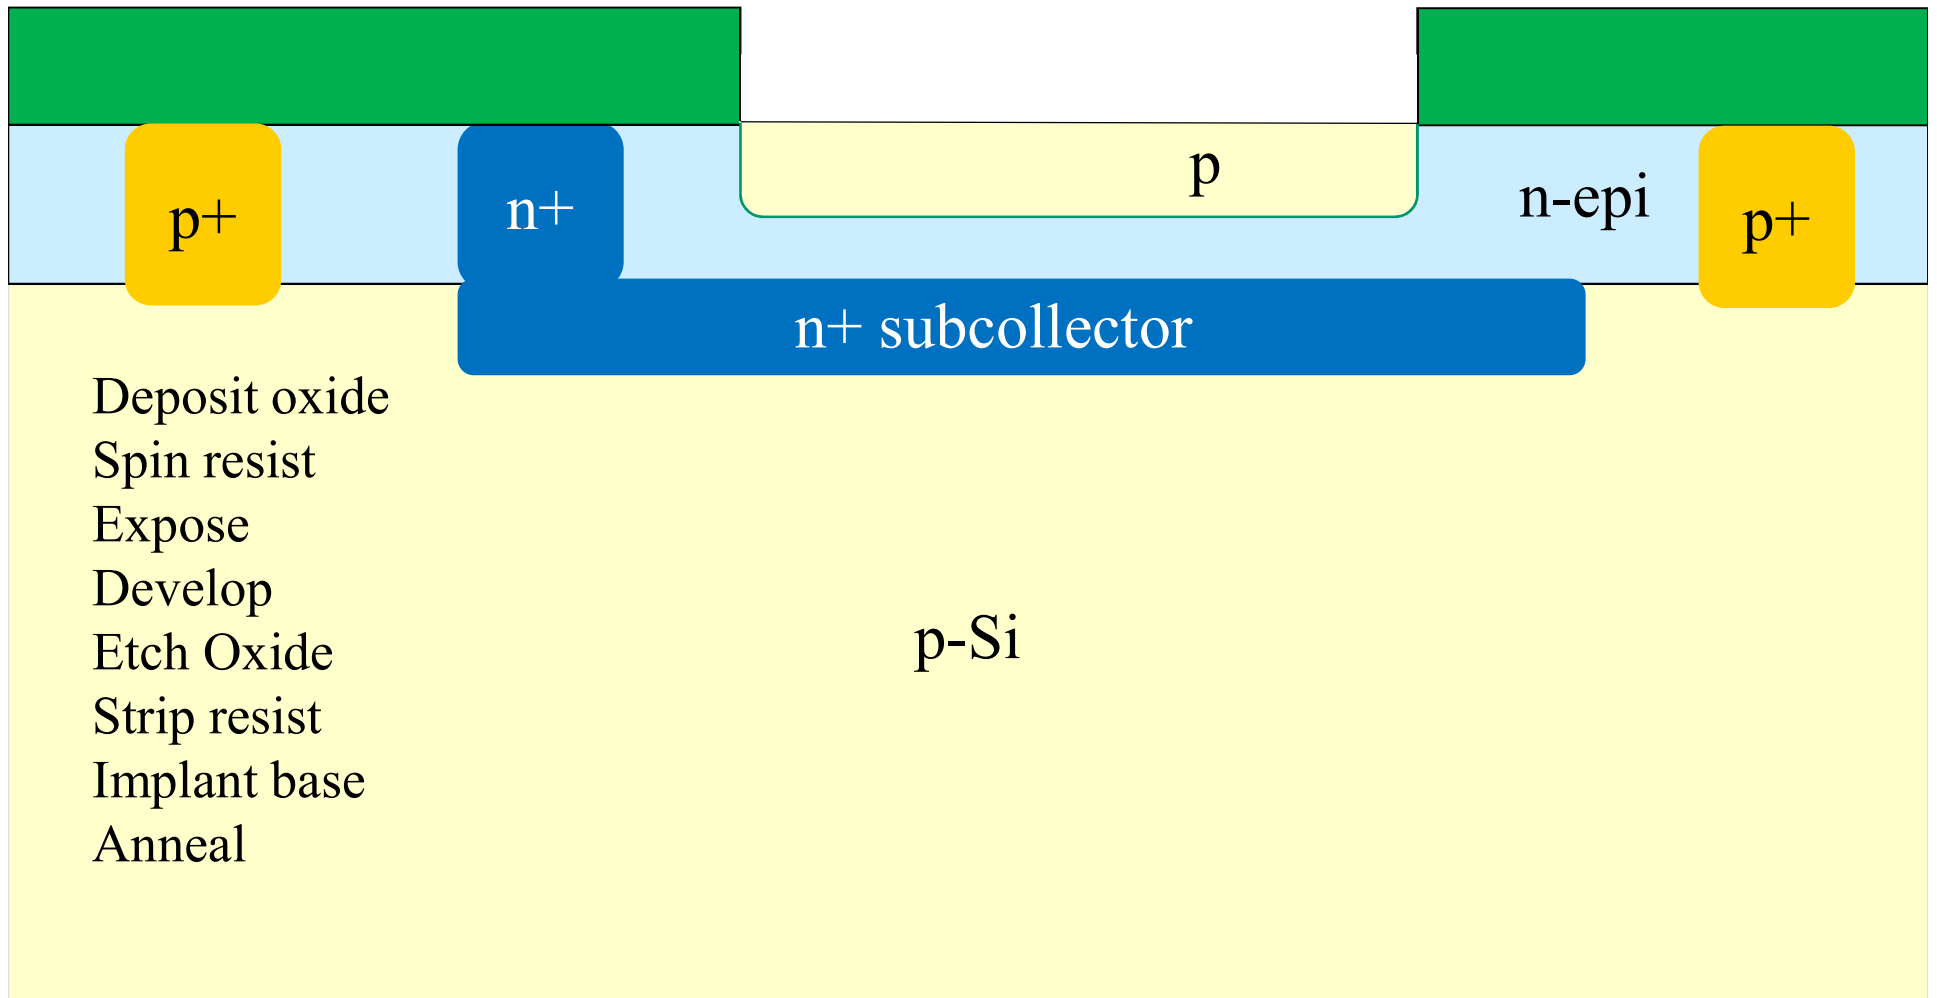 p
n-epi
p+
n+
p+
n+ subcollector
Deposit oxide
Spin resist
Expose
Develop
Etch Oxide
Strip resist
Implant base
Anneal
p-Si